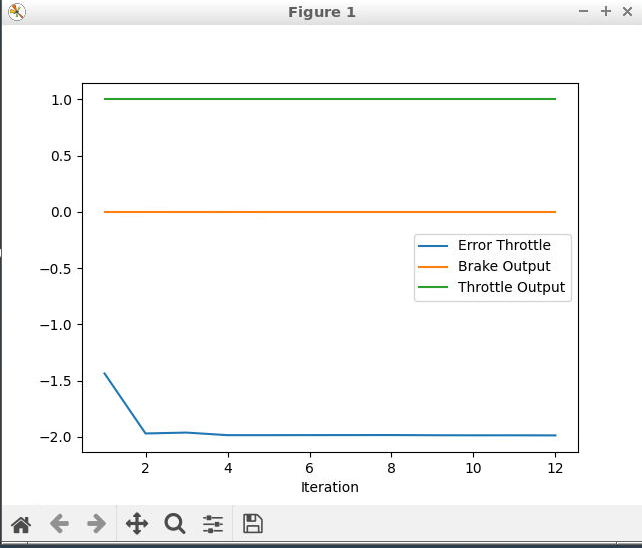 Figure 1
1.0
0.5
0.0
−0.5
−1.0
−1.5
−2.0
Error Throttle
Brake Output
Throttle Output
2 4 6 8 10 12
Iteration